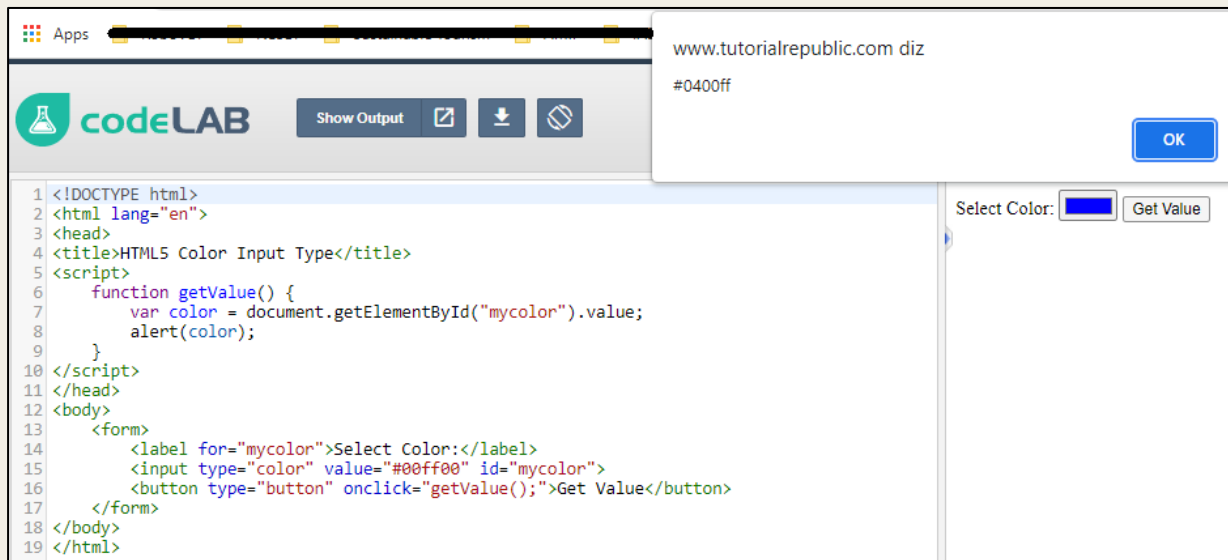 Apps
www.tutorialrepublic.com diz
#0400ff
OK
codeLAB
Show Output
1 <!DOCTYPE html>
2 <html lang="en">
3 <head>
4 <title>HTML5 Color Input Type</title>
5 <script>
6     function getValue() {
7         var color = document.getElementById("mycolor").value;
8         alert(color);
9     }
10 </script>
11 </head>
12 <body>
13     <form>
14         <label for="mycolor">Select Color:</label>
15         <input type="color" value="#00ff00" id="mycolor">
16         <button type="button" onclick="getValue();">Get Value</button>
17     </form>
18 </body>
19 </html>
Select Color:
Get Value